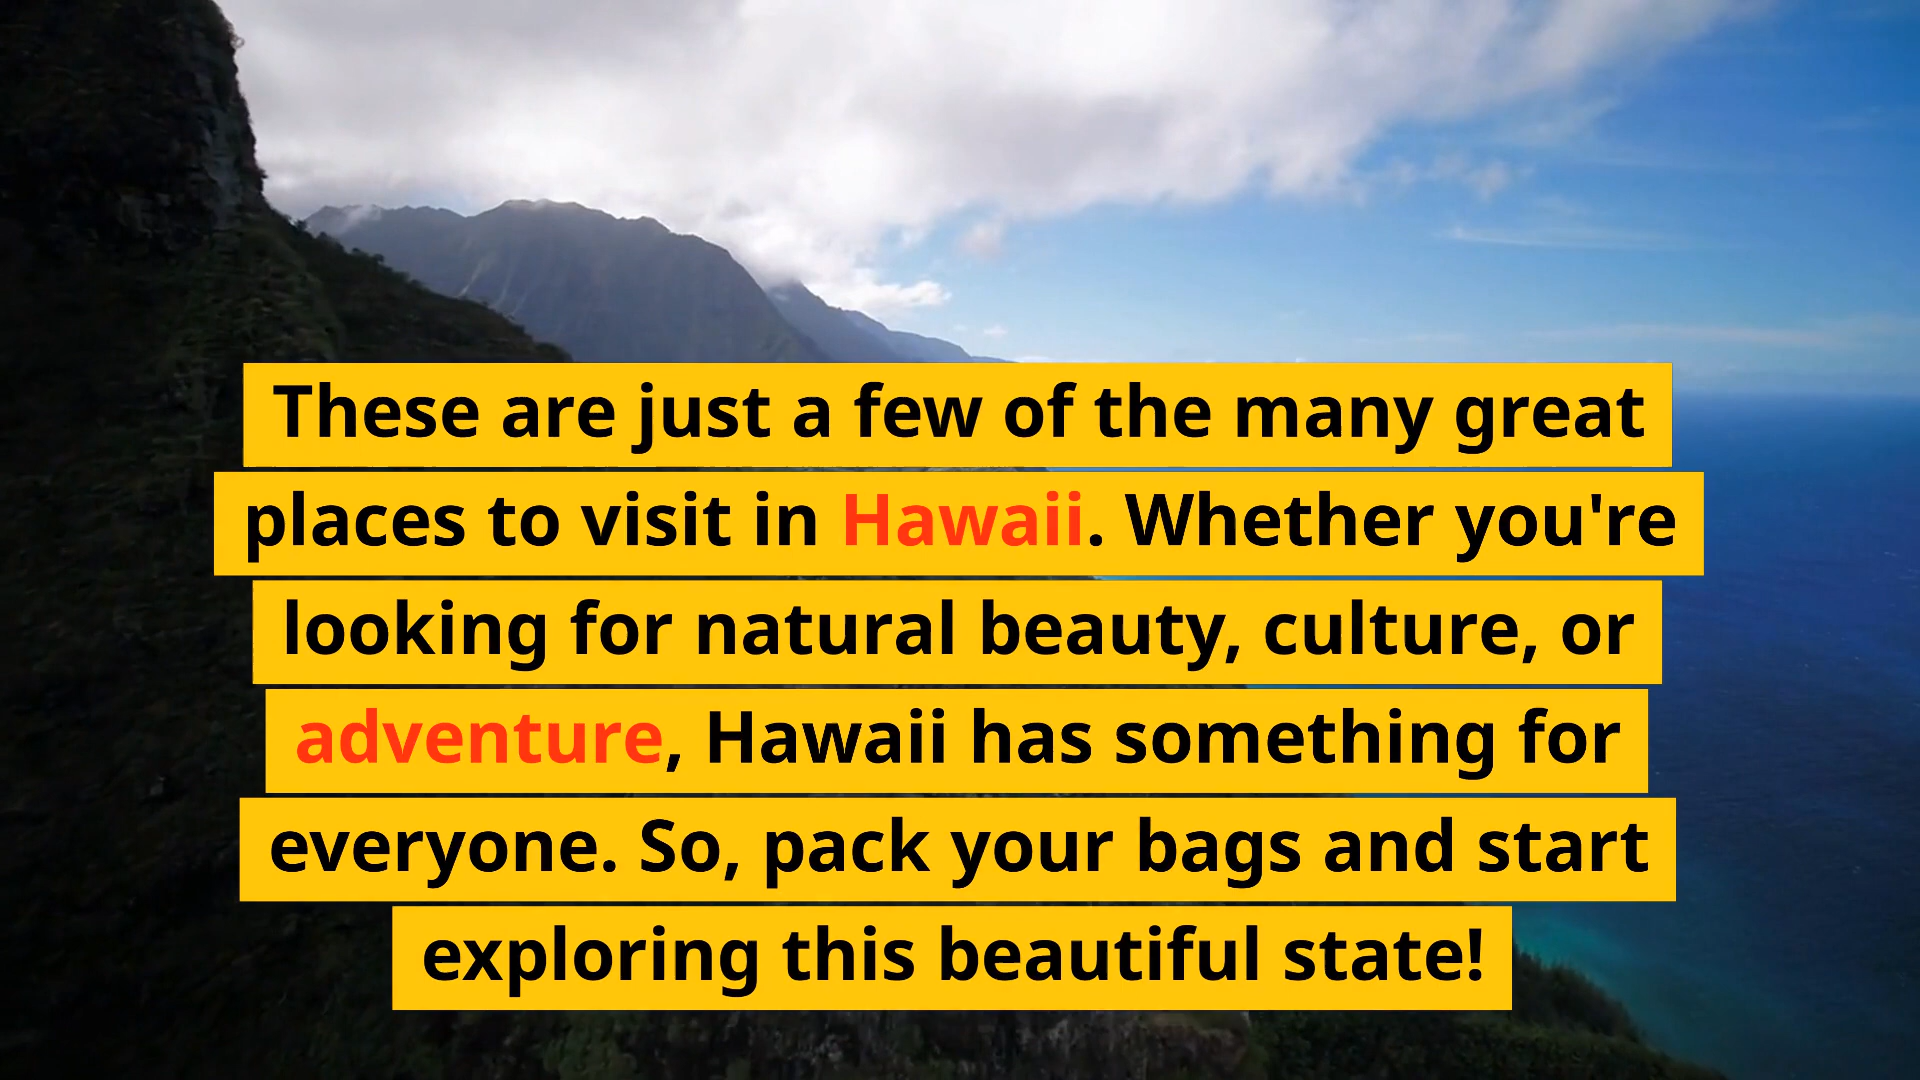 These are just a few of the many great
places to visit in Hawaii. Whether you're
looking for natural beauty, culture, or
adventure, Hawaii has something for
everyone. So, pack your bags and start
exploring this beautiful state!